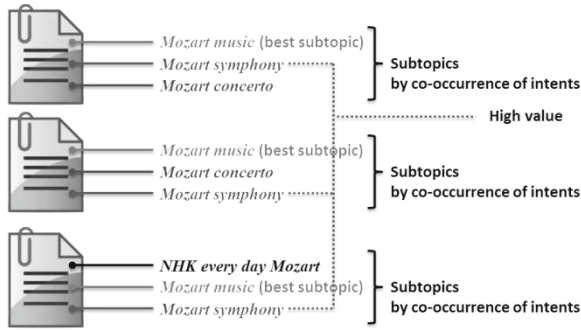 Mozart music (best subtopic)
Mozart symphony
Mozart concerto
Subtopics
by co-occurrence of intents
High value
Mozart music (best subtopic)
Mozart concerto
Mozart symphony
Subtopics
by co-occurrence of intents
NHK every day Mozart
Mozart music (best subtopic)
Mozart symphony
Subtopics
by co-occurrence of intents